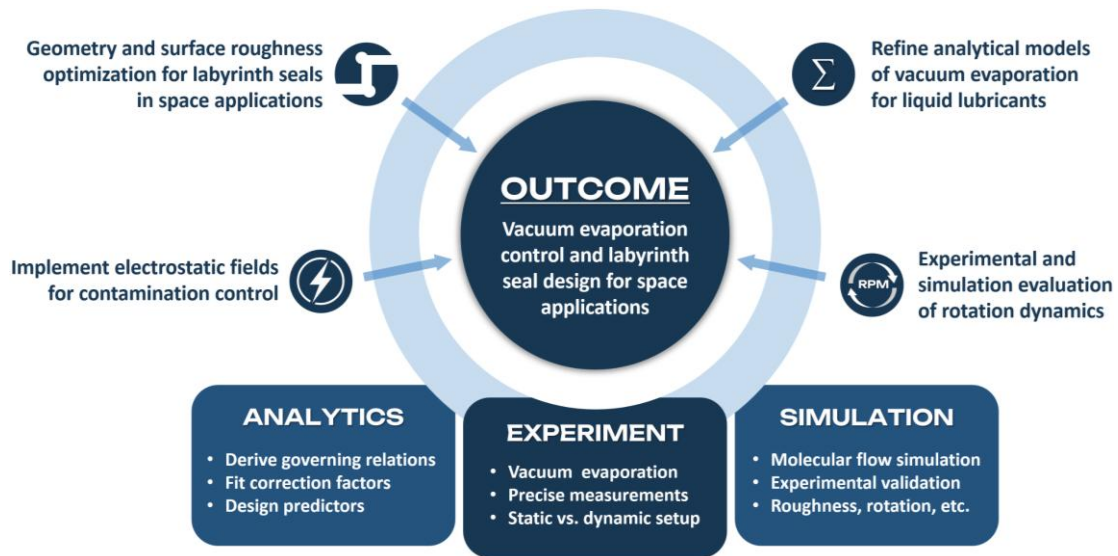 Geometry and surface roughness
optimization for labyrinth seals
in space applications
Σ
Refine analytical models
of vacuum evaporation
for liquid lubricants
OUTCOME
Vacuum evaporation
control and labyrinth
seal design for space
applications
Implement electrostatic fields
for contamination control
RPM
Experimental and
simulation evaluation
of rotation dynamics
ANALYTICS
• Derive governing relations
• Fit correction factors
• Design predictors
EXPERIMENT
• Vacuum evaporation
• Precise measurements
• Static vs. dynamic setup
SIMULATION
• Molecular flow simulation
• Experimental validation
• Roughness, rotation, etc.